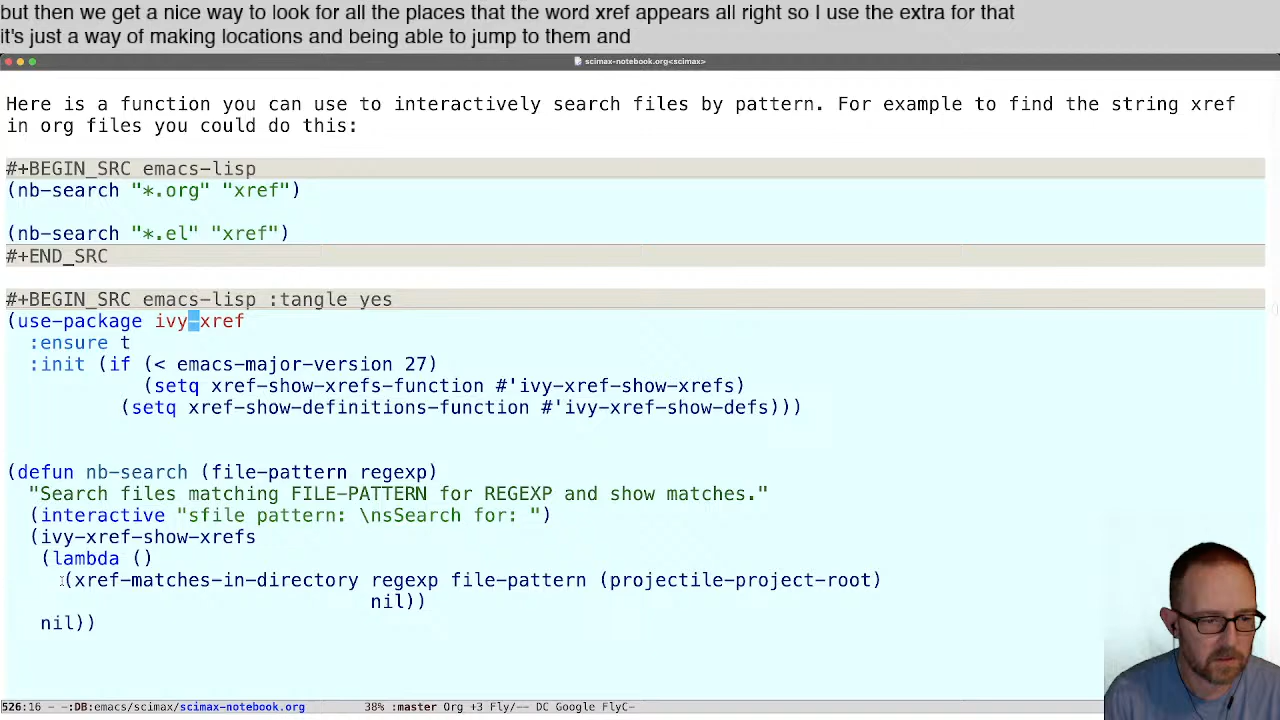 but then we get a nice way to look for all the places that the word xref appears all right so I use the extra for that
it's just a way of making locations and being able to jump to them and
scimax-notebook.org<scimax>
Here is a function you can use to interactively search files by pattern. For example to find the string xref
in org files you could do this:
#+BEGIN_SRC emacs-lisp
(nb-search "*.org" "xref")
(nb-search "*.el" "xref")
#+END_SRC
#+BEGIN_SRC emacs-lisp :tangle yes
(use-package ivy-xref
:ensure t
:init (if (< emacs-major-version 27)
(setq xref-show-xrefs-function #'ivy-xref-show-xrefs)
(setq xref-show-definitions-function #'ivy-xref-show-defs)))
(defun nb-search (file-pattern regexp)
"Search files matching FILE-PATTERN for REGEXP and show matches."
(interactive "sfile pattern: \nsSearch for: ")
(ivy-xref-show-xrefs
(lambda ()
(xref-matches-in-directory regexp file-pattern (projectile-project-root)
nil))
nil))
526:16 - -:DB:emacs/scimax/scimax-notebook.org 38% :master Org +3 Fly/-- DC Google FlyC-